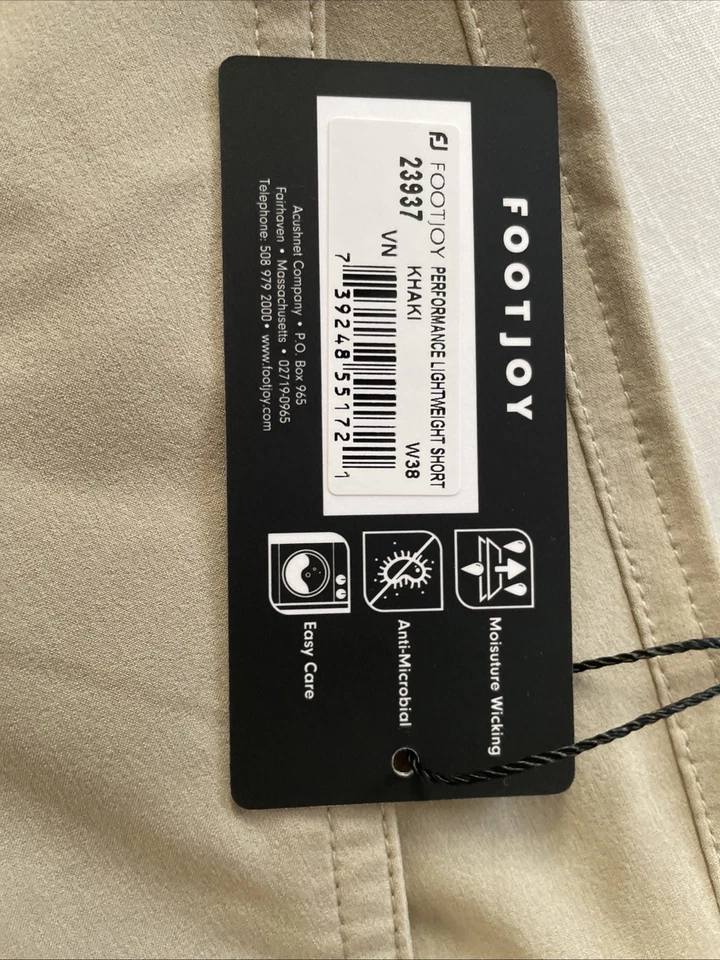 FOOTJOY
FJ FOOTJOY PERFORMANCE LIGHTWEIGHT SHORT
23937 KHAKI W38
VN
7 39248 55172 1
Acushnet Company • P.O. Box 965
Fairhaven • Massachusetts • 02719-0965
Telephone: 508 979 2000 • www.footjoy.com
Moisuture Wicking
Anti-Microbial
Easy Care